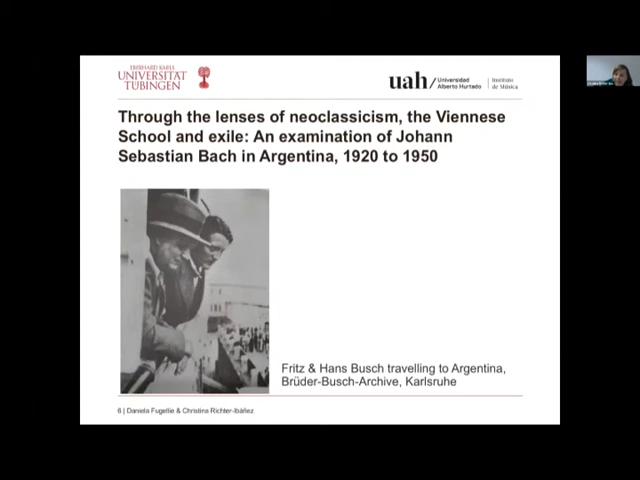 EBERHARD KARLS
UNIVERSITÄT
TÜBINGEN
uah/ Universidad Alberto Hurtado | Instituto de Música
Through the lenses of neoclassicism, the Viennese
School and exile: An examination of Johann
Sebastian Bach in Argentina, 1920 to 1950
Fritz & Hans Busch travelling to Argentina,
Brüder-Busch-Archive, Karlsruhe
6 | Daniela Fugellie & Christina Richter-Ibáñez